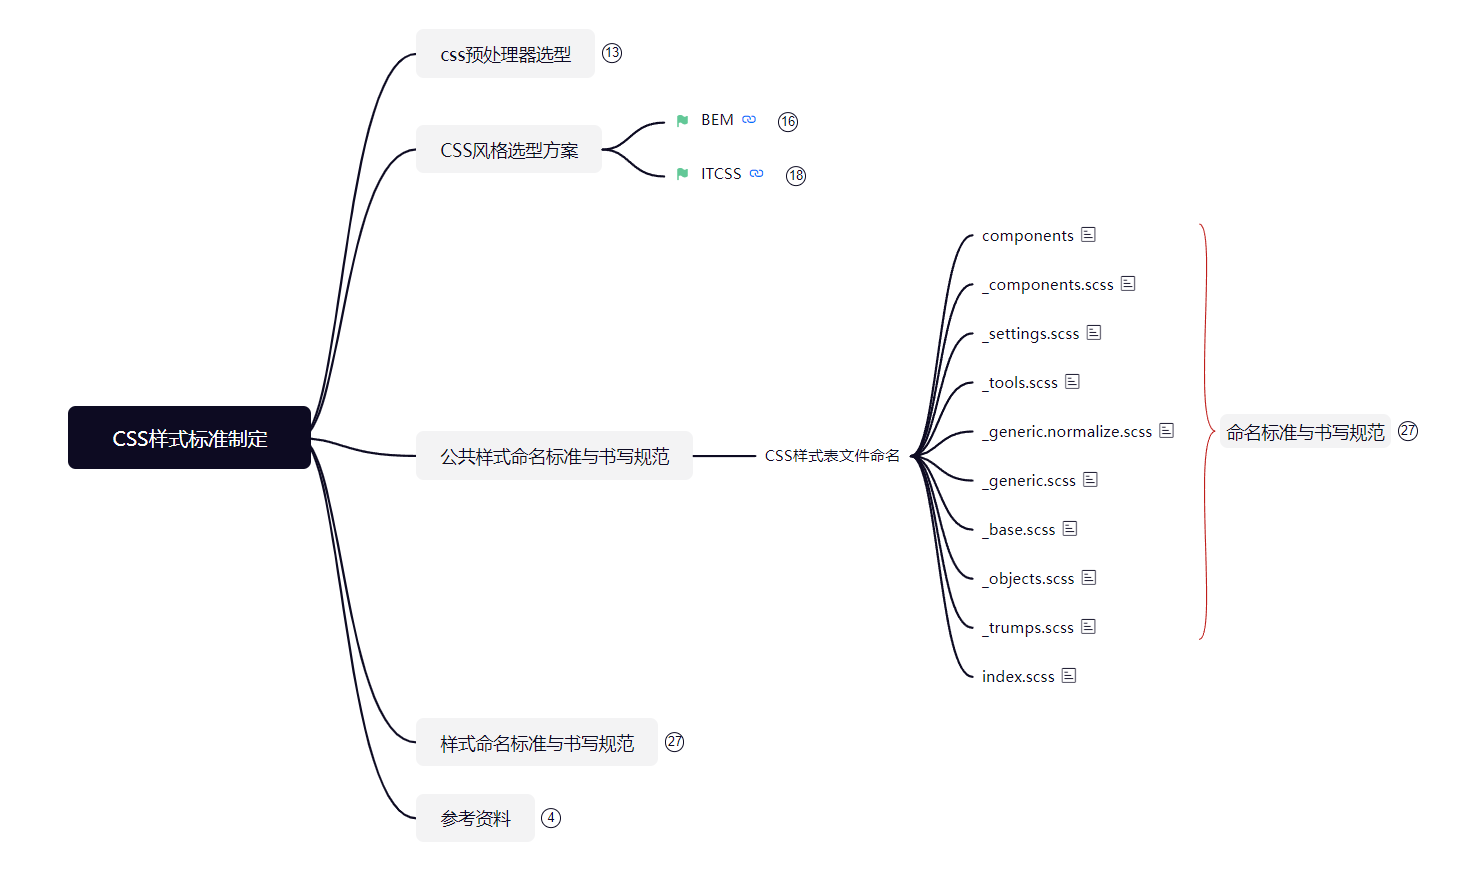 css预处理器选型
13
CSS风格选型方案
BEM
16
ITCSS
18
CSS样式标准制定
公共样式命名标准与书写规范
CSS样式表文件命名
components
_components.scss
_settings.scss
_tools.scss
_generic.normalize.scss
_generic.scss
_base.scss
_objects.scss
_trumps.scss
index.scss
命名标准与书写规范
27
样式命名标准与书写规范
27
参考资料
4